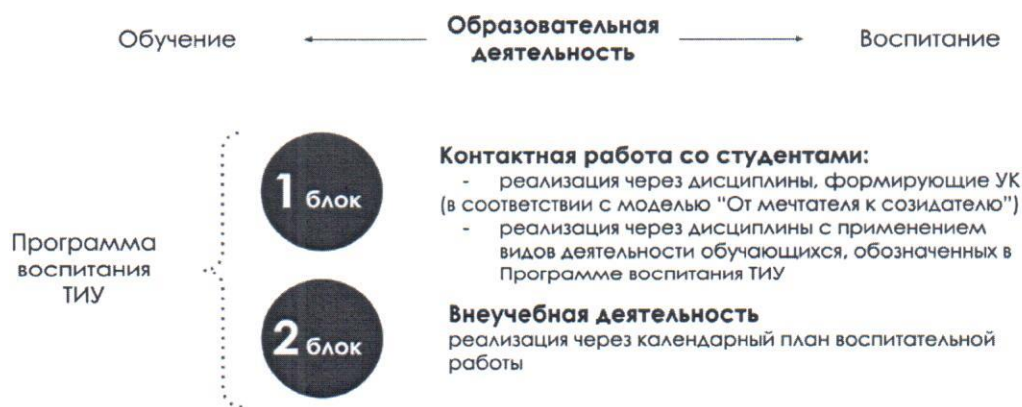 Обучение
Образовательная
деятельность
Воспитание
Программа
воспитания
ТИУ
1 блок
Контактная работа со студентами:
- реализация через дисциплины, формирующие УК
(в соответствии с моделью "От мечтателя к созидателю")
- реализация через дисциплины с применением
видов деятельности обучающихся, обозначенных в
Программе воспитания ТИУ
2 блок
Внеучебная деятельность
реализация через календарный план воспитательной
работы